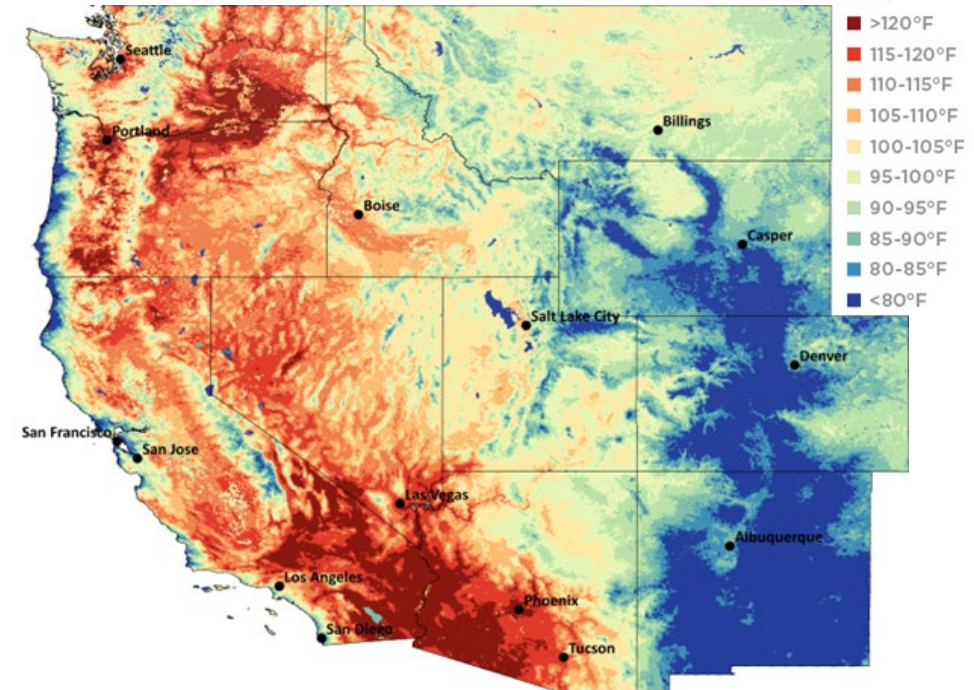 >120°F
115-120°F
110-115°F
105-110°F
100-105°F
95-100°F
90-95°F
85-90°F
80-85°F
<80°F
Seattle
Portland
Billings
Boise
Casper
Salt Lake City
Denver
San Francisco
San Jose
Las Vegas
Albuquerque
Los Angeles
Phoenix
San Diego
Tucson